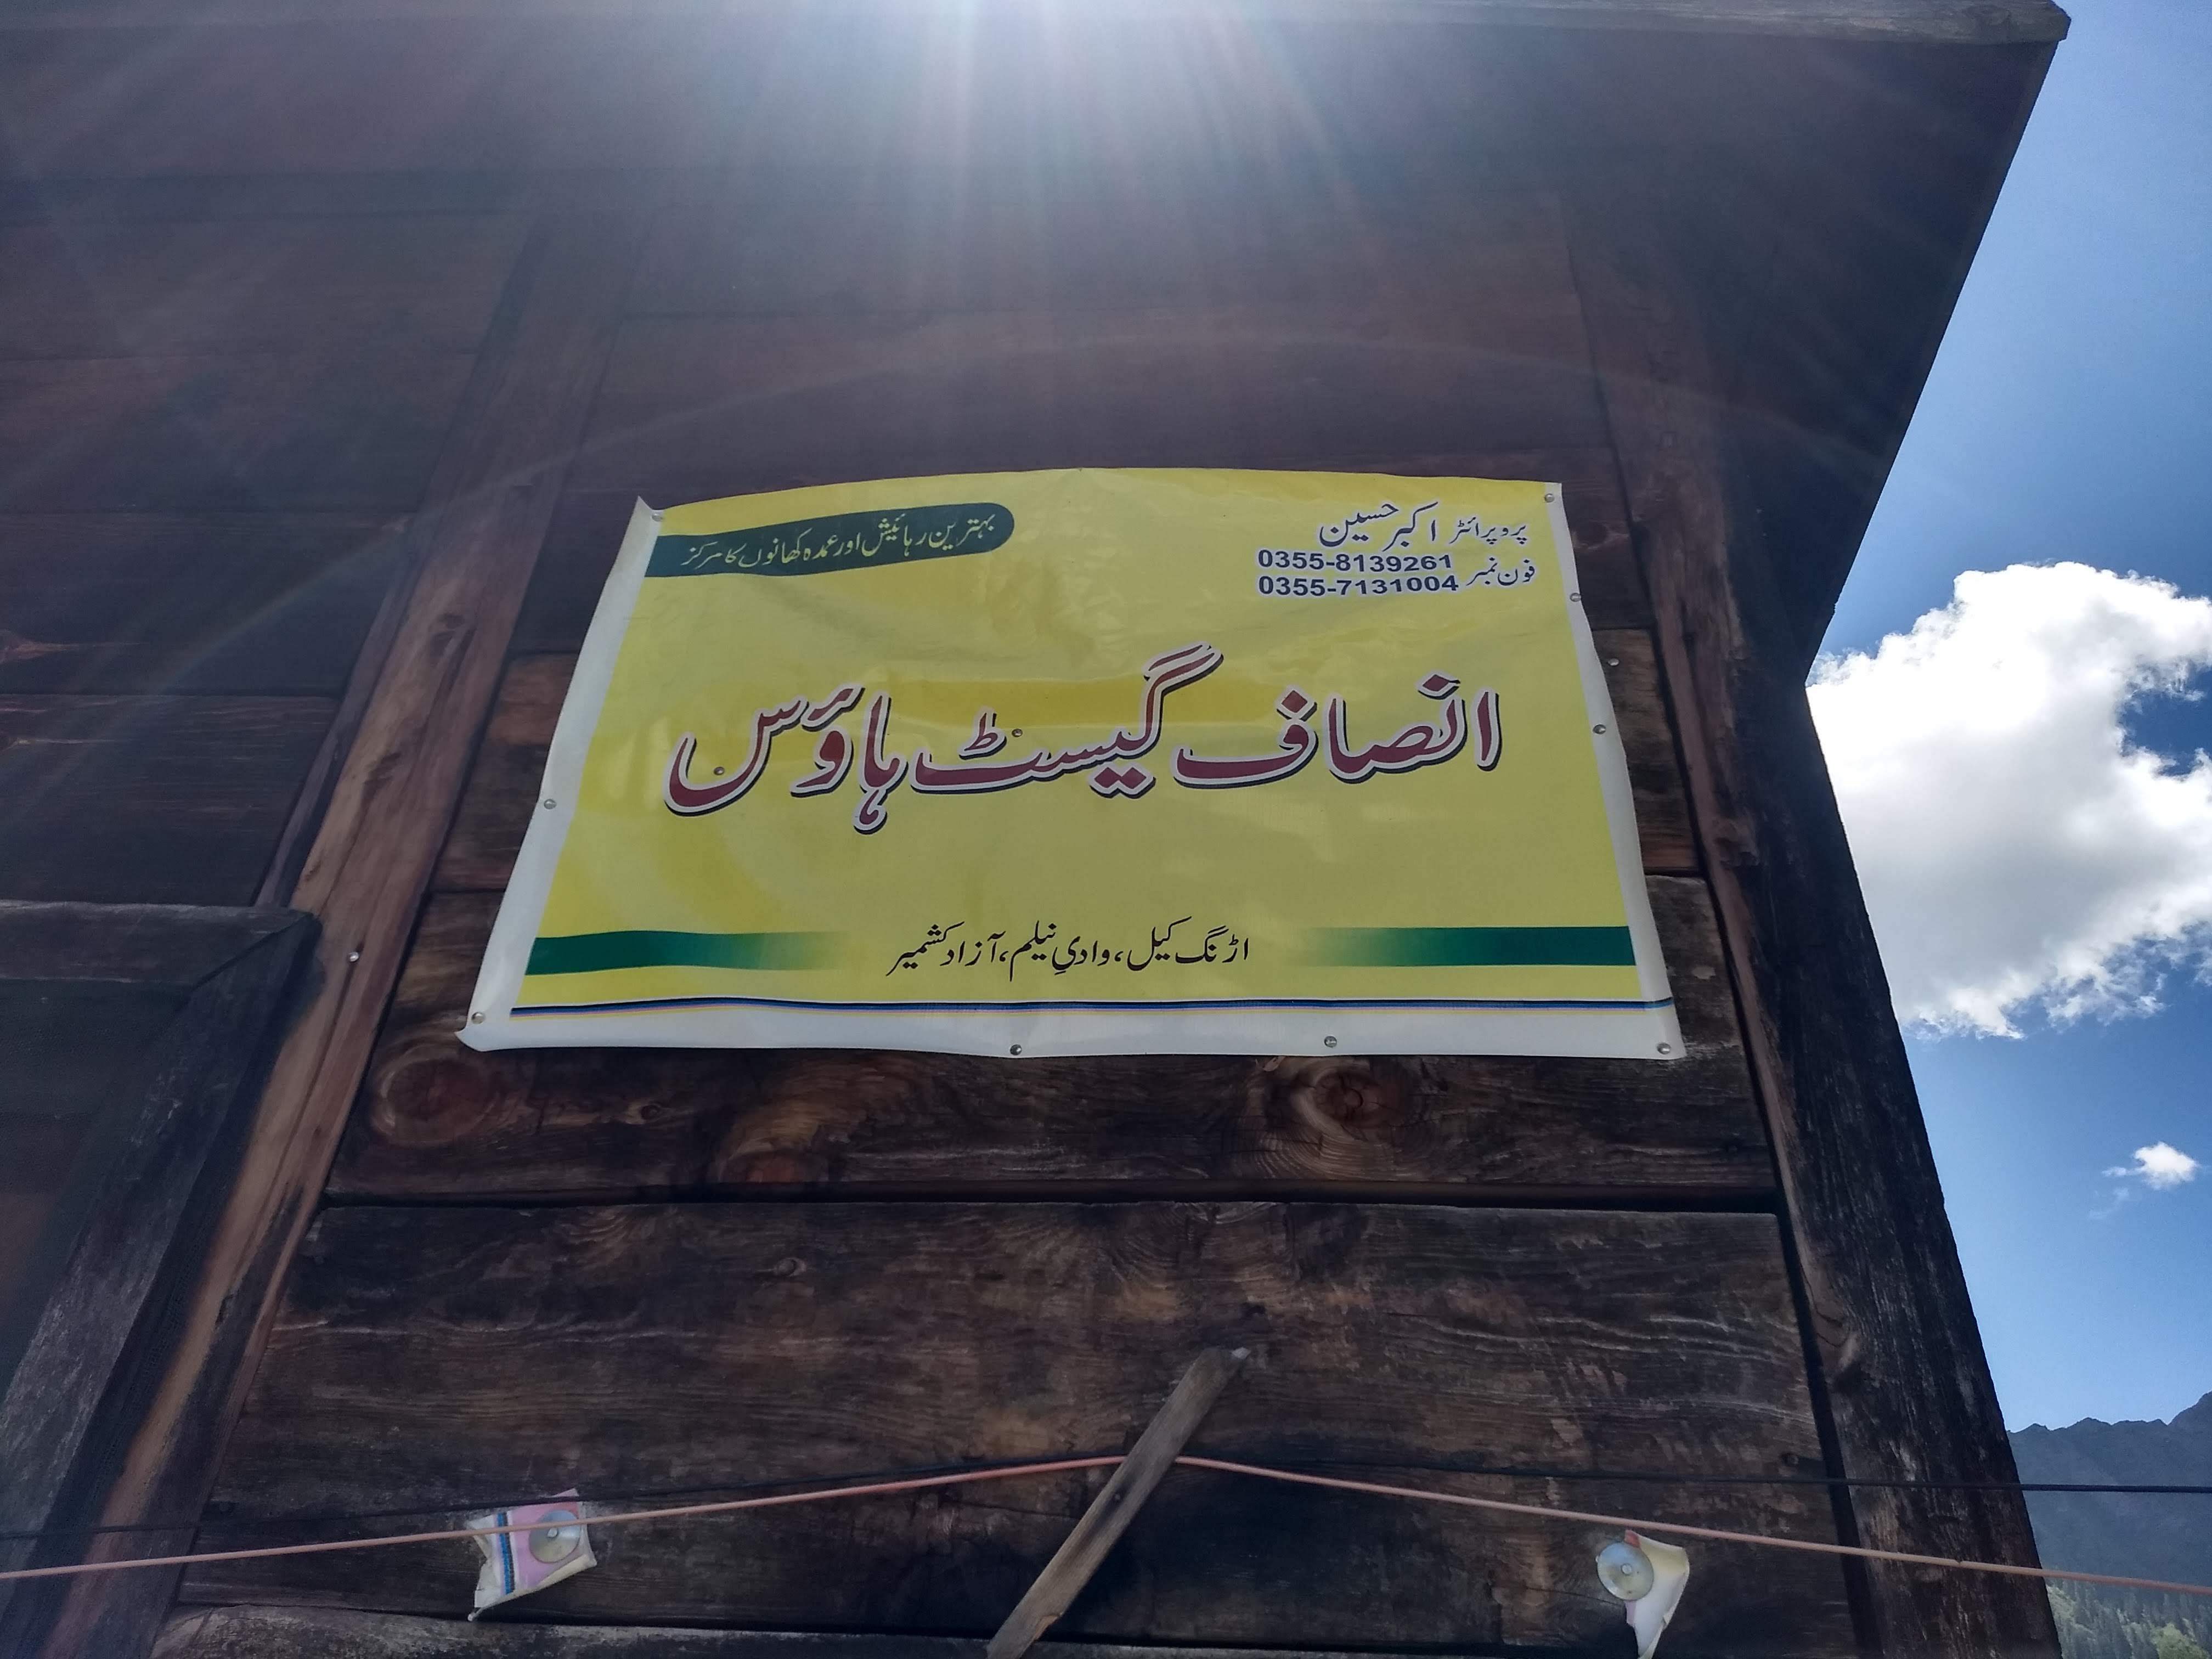 پروپرائٹر اکبر حسین
فون نمبر 0355-8139261
0355-7131004
بہترین رہائیش اور عمدہ کھانوں کا مرکز
انصاف گیسٹ ہاؤس
اڑنگ کیل، وادیِ نیلم، آزاد کشمیر